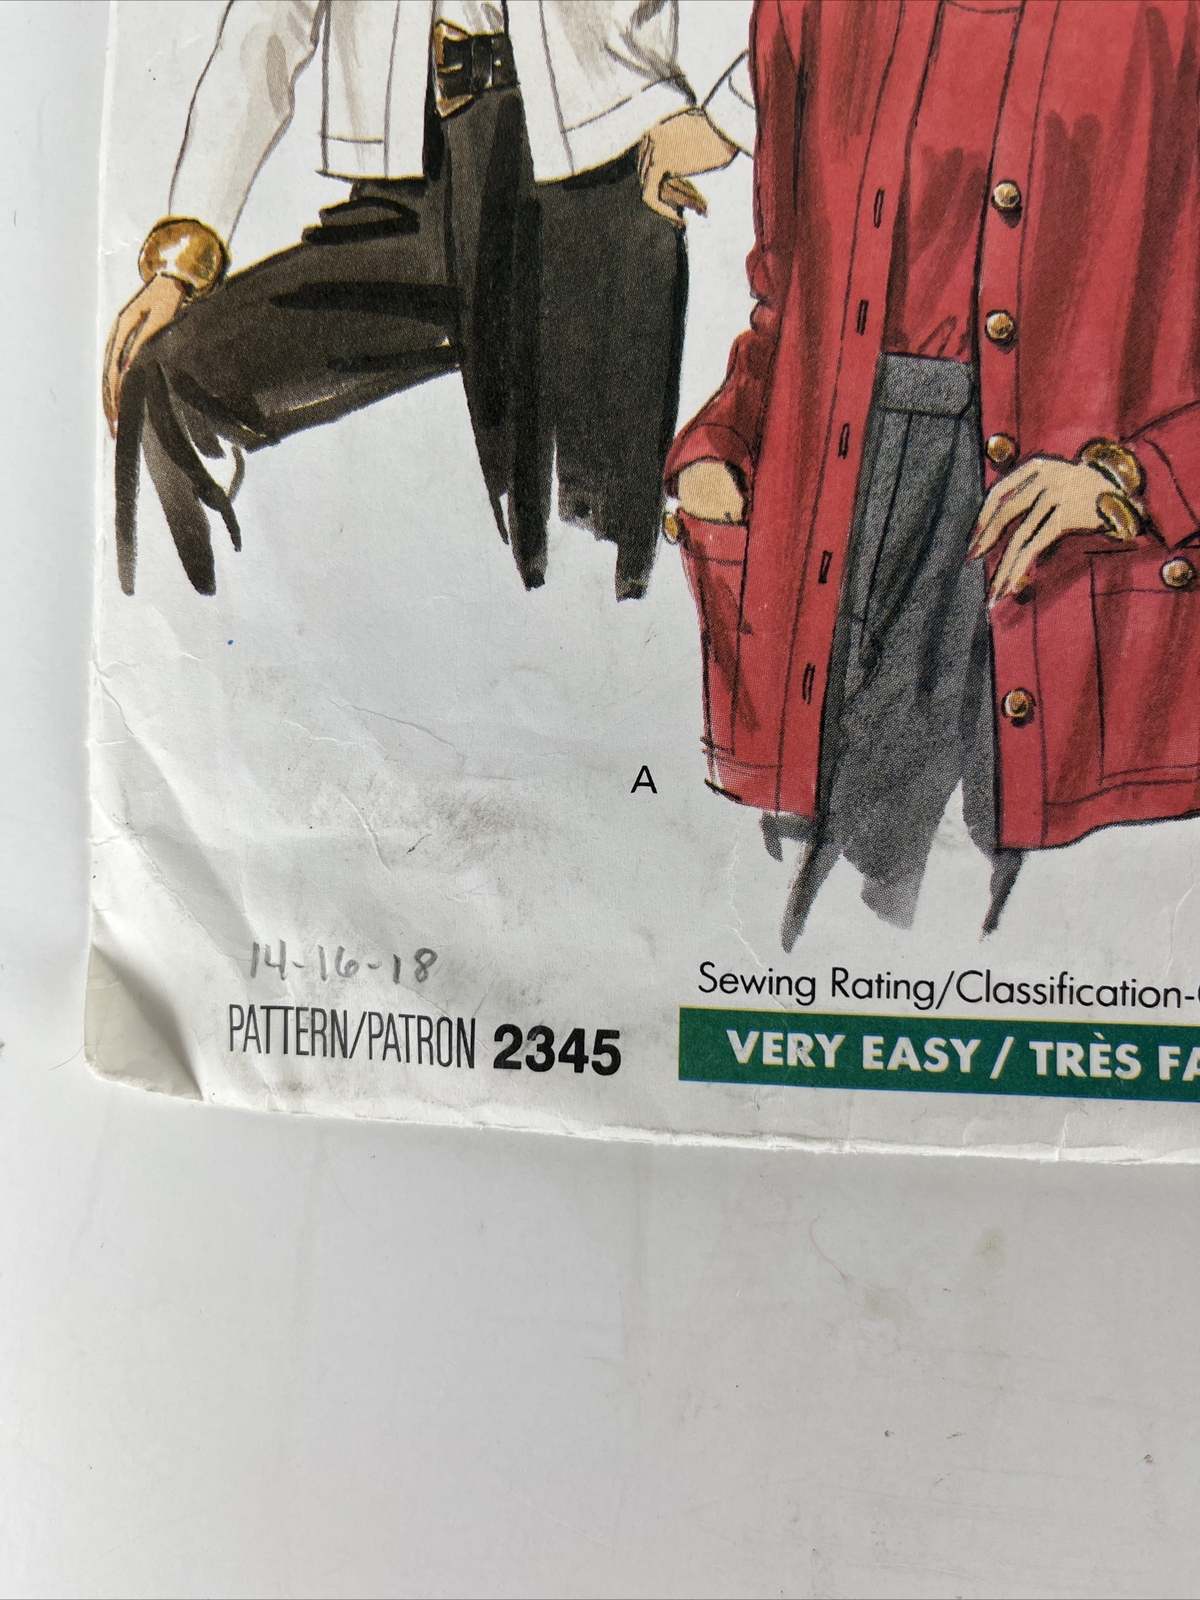 A
14-16-18
Sewing Rating/Classification-
PATTERN/PATRON 2345
VERY EASY / TRÈS FA